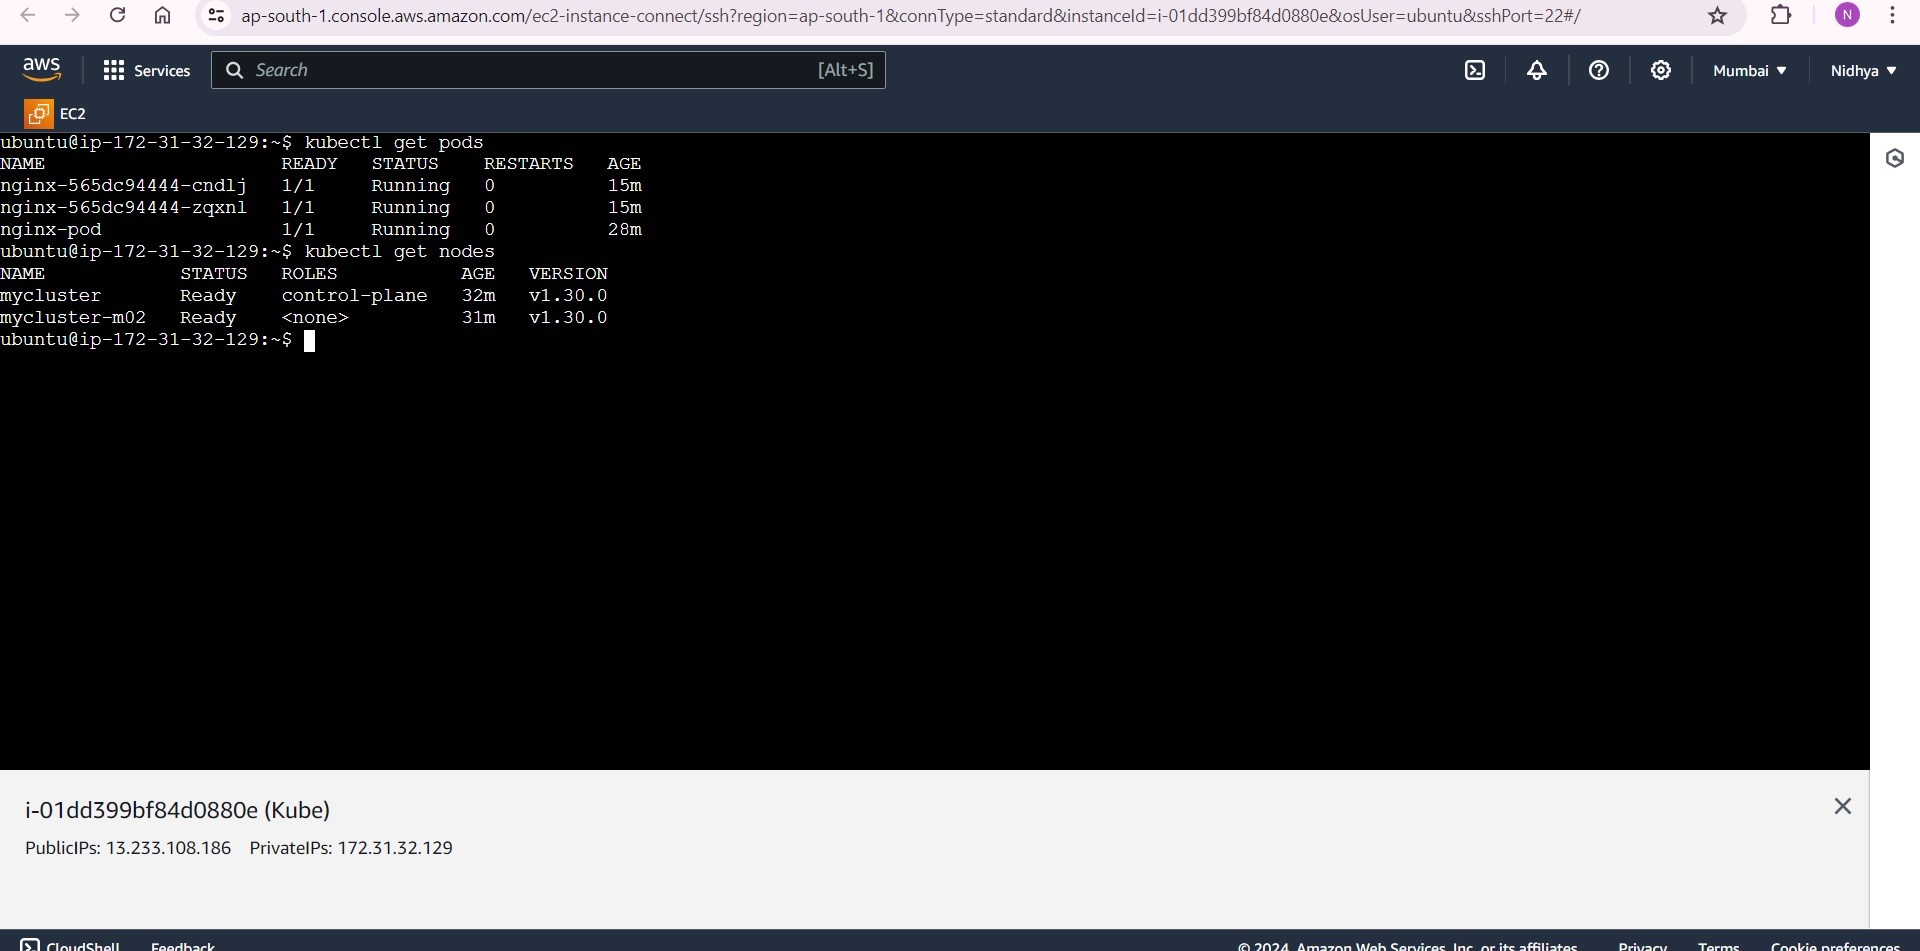 ap-south-1.console.aws.amazon.com/ec2-instance-connect/ssh?region=ap-south-1&connType=standard&instanceId=i-01dd399bf84d0880e&osUser=ubuntu&sshPort=22#/
N
aws Services Search [Alt+S] Mumbai Nidhya
EC2
ubuntu@ip-172-31-32-129:~$ kubectl get pods
NAME READY STATUS RESTARTS AGE
nginx-565dc94444-cndlj 1/1 Running 0 15m
nginx-565dc94444-zqxnl 1/1 Running 0 15m
nginx-pod 1/1 Running 0 28m
ubuntu@ip-172-31-32-129:~$ kubectl get nodes
NAME STATUS ROLES AGE VERSION
mycluster Ready control-plane 32m v1.30.0
mycluster-m02 Ready <none> 31m v1.30.0
ubuntu@ip-172-31-32-129:~$
i-01dd399bf84d0880e (Kube)
PublicIPs: 13.233.108.186 PrivateIPs: 172.31.32.129
CloudShell Feedback © 2024, Amazon Web Services, Inc. or its affiliates. Privacy Terms Cookie preferences